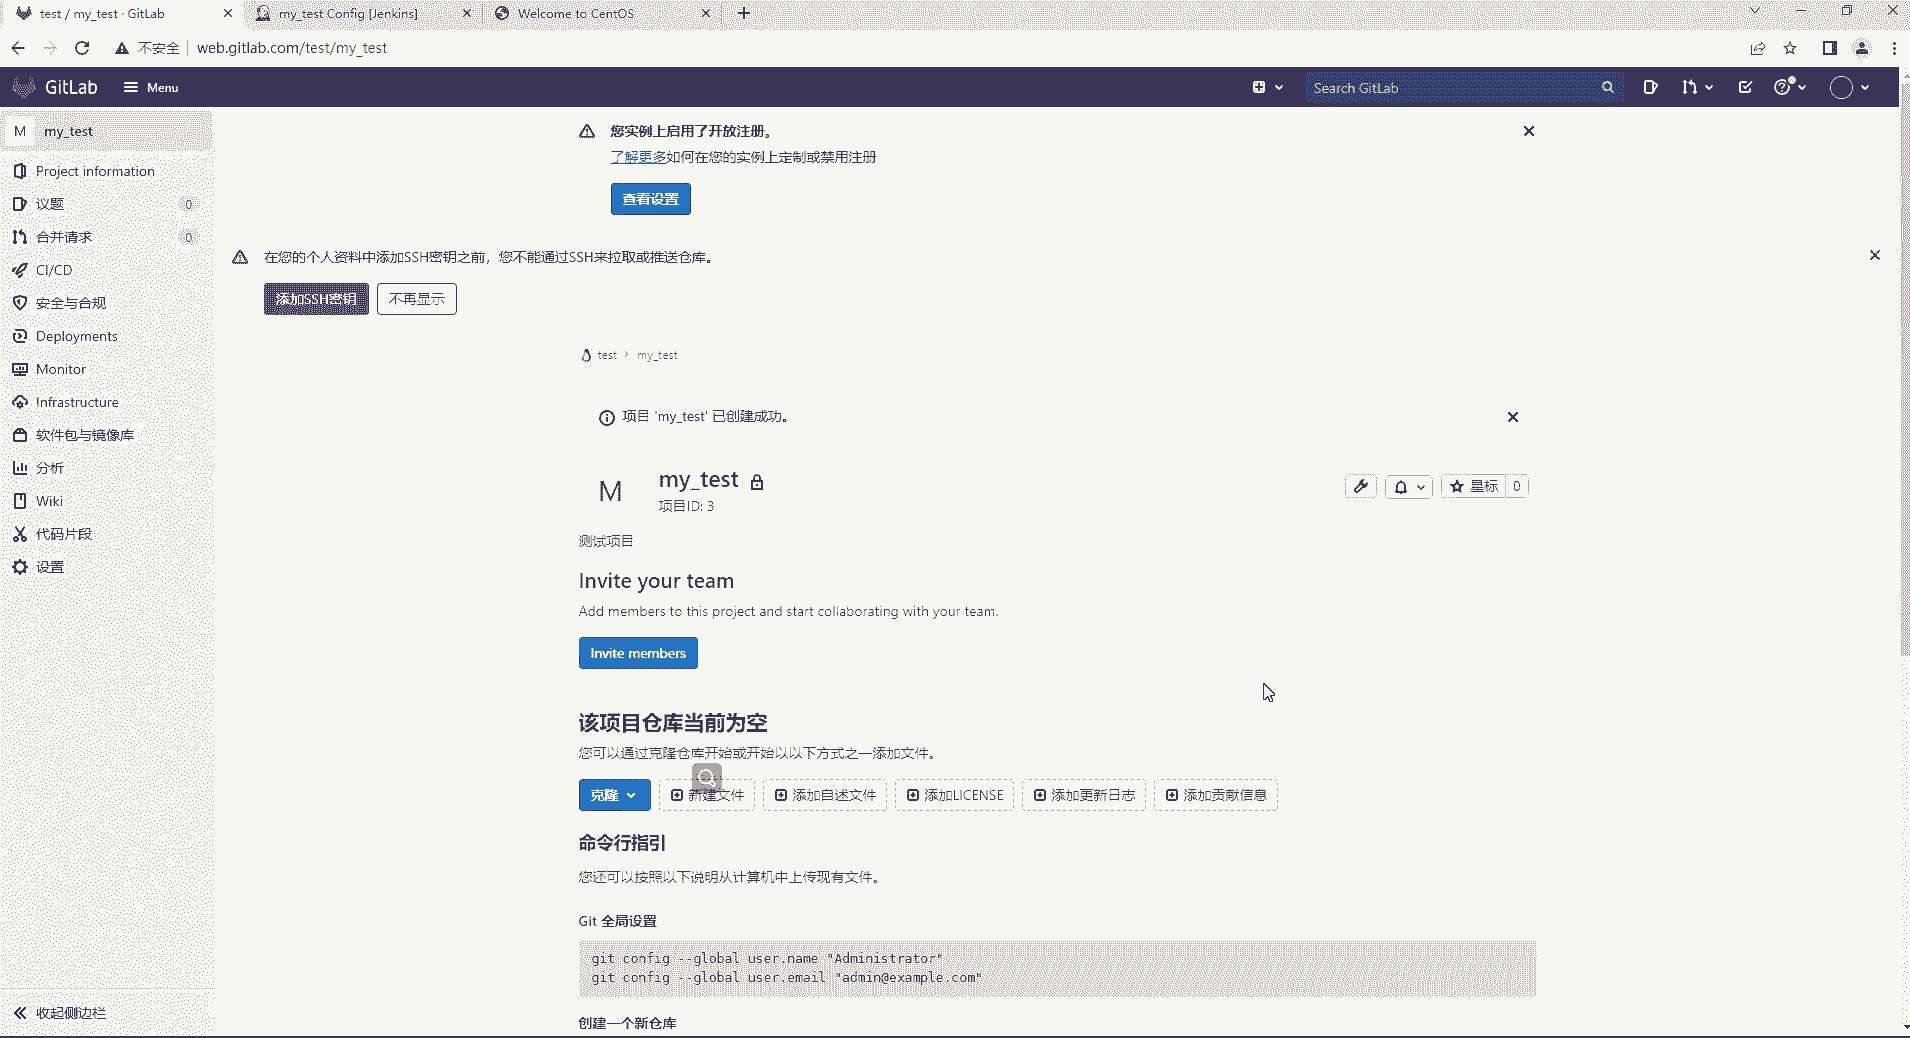 test / my_test · GitLab
my_test Config [Jenkins]
Welcome to CentOS
不安全
web.gitlab.com/test/my_test
GitLab
Menu
Search GitLab
M
my_test
Project information
议题
0
合并请求
0
CI/CD
安全与合规
Deployments
Monitor
Infrastructure
软件包与镜像库
分析
Wiki
代码片段
设置
收起侧边栏
您实例上启用了开放注册。
了解更多如何在您的实例上定制或禁用注册
查看设置
在您的个人资料中添加SSH密钥之前，您不能通过SSH来拉取或推送仓库。
添加SSH密钥
不再显示
test › my_test
项目 'my_test' 已创建成功。
M
my_test
项目ID: 3
星标
0
测试项目
Invite your team
Add members to this project and start collaborating with your team.
Invite members
该项目仓库当前为空
您可以通过克隆仓库开始或开始以以下方式之一添加文件。
克隆
新建文件
添加自述文件
添加LICENSE
添加更新日志
添加贡献信息
命令行指引
您还可以按照以下说明从计算机中上传现有文件。
Git 全局设置
git config --global user.name "Administrator"
git config --global user.email "admin@example.com"
创建一个新仓库